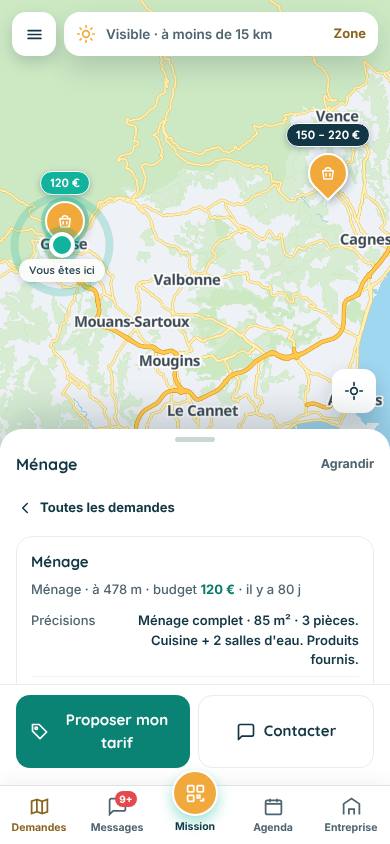 Visible · à moins de 15 km
Zone
Vence
150 – 220 €
120 €
Cagnes
Vous êtes ici
Valbonne
Mouans-Sartoux
Mougins
Le Cannet
Ménage
Agrandir
Toutes les demandes
Ménage
Ménage · à 478 m · budget 120 € · il y a 80 j
Précisions
Ménage complet · 85 m² · 3 pièces.
Cuisine + 2 salles d'eau. Produits
fournis.
Proposer mon
tarif
Contacter
9+
Demandes
Messages
Mission
Agenda
Entreprise